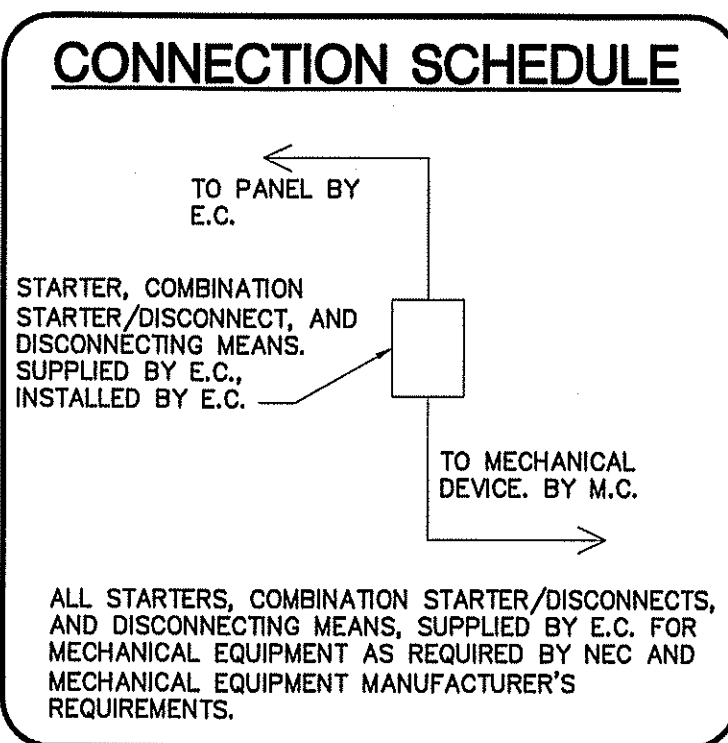 CONNECTION SCHEDULE
TO PANEL BY
E.C.
STARTER, COMBINATION
STARTER/DISCONNECT, AND
DISCONNECTING MEANS.
SUPPLIED BY E.C.,
INSTALLED BY E.C.
TO MECHANICAL
DEVICE. BY M.C.
ALL STARTERS, COMBINATION STARTER/DISCONNECTS,
AND DISCONNECTING MEANS, SUPPLIED BY E.C. FOR
MECHANICAL EQUIPMENT AS REQUIRED BY NEC AND
MECHANICAL EQUIPMENT MANUFACTURER'S
REQUIREMENTS.